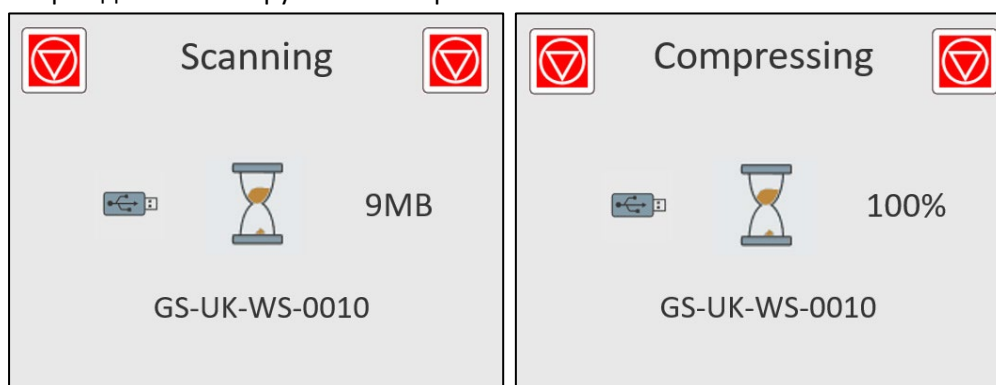 Scanning
9MB
GS-UK-WS-0010
Compressing
100%
GS-UK-WS-0010